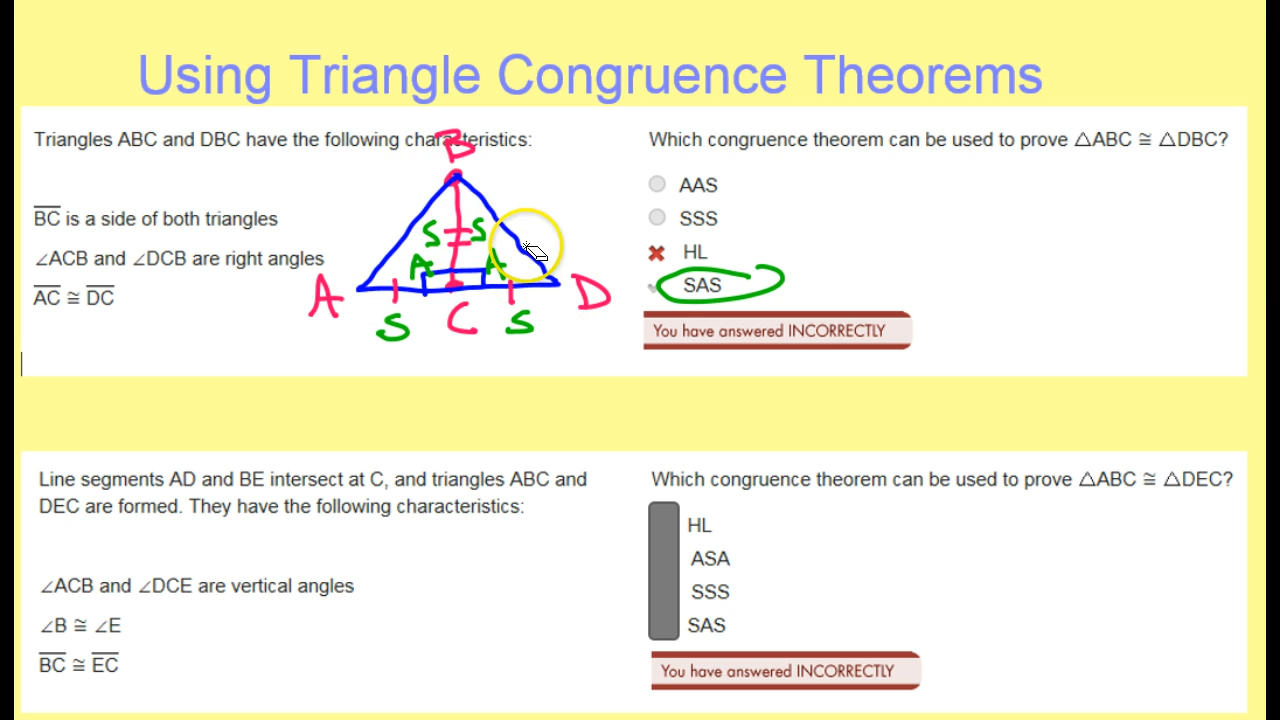 Using Triangle Congruence Theorems
Triangles ABC and DBC have the following characteristics:
BC is a side of both triangles
∠ACB and ∠DCB are right angles
AC ≅ DC
B
S S
A A
A
D
S C S
Which congruence theorem can be used to prove △ABC ≅ △DBC?
AAS
SSS
HL
SAS
You have answered INCORRECTLY
Line segments AD and BE intersect at C, and triangles ABC and
DEC are formed. They have the following characteristics:
∠ACB and ∠DCE are vertical angles
∠B ≅ ∠E
BC ≅ EC
Which congruence theorem can be used to prove △ABC ≅ △DEC?
HL
ASA
SSS
SAS
You have answered INCORRECTLY